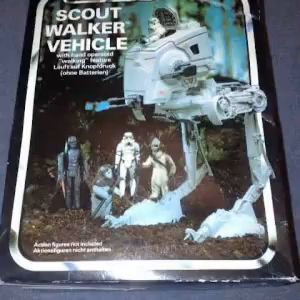 SCOUT
WALKER
VEHICLE
with hand operated
"walking" feature
Läuft auf Knopfdruck
(ohne Batterien)
Action figures not included
Aktionsfiguren nicht enthalten